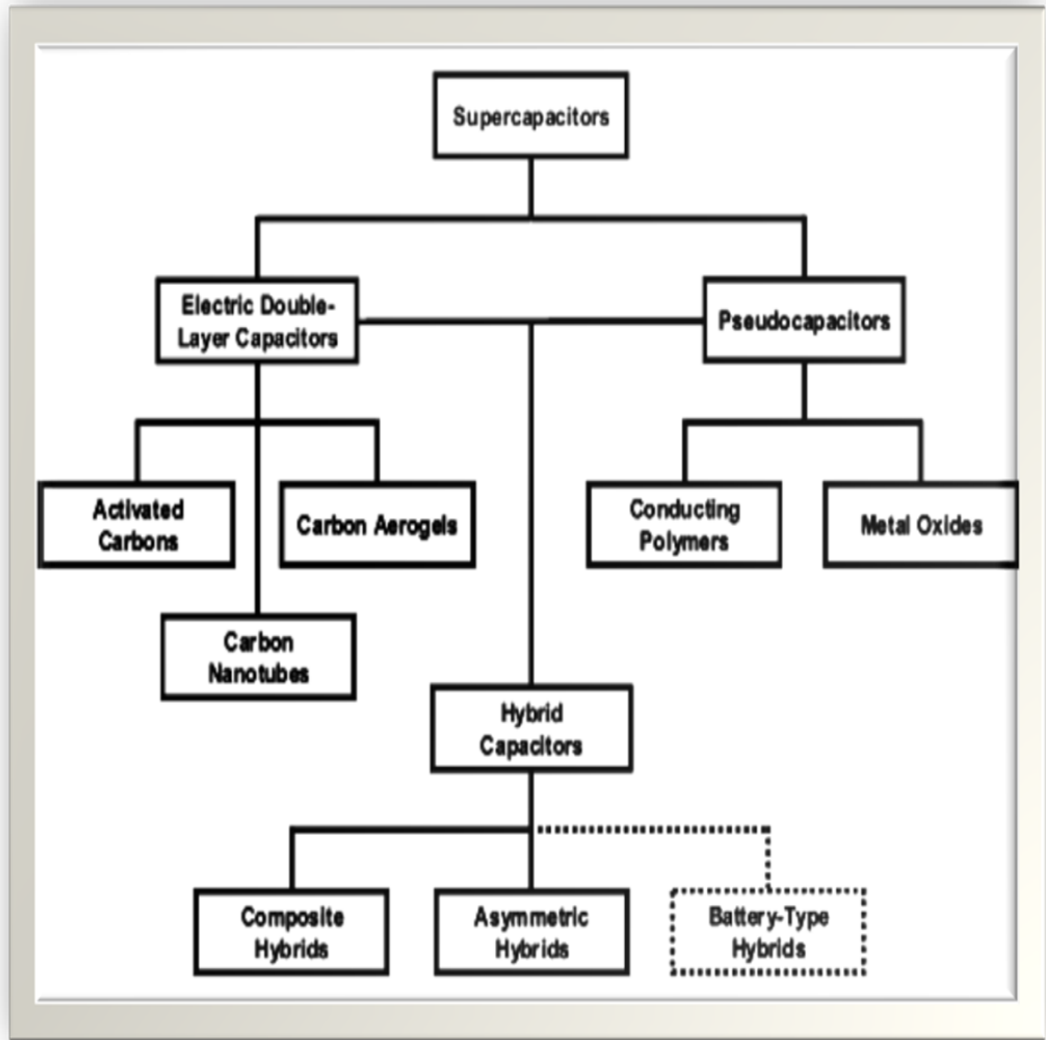 Supercapacitors
Electric Double-
Layer Capacitors
Pseudocapacitors
Activated
Carbons
Carbon Aerogels
Conducting
Polymers
Metal Oxides
Carbon
Nanotubes
Hybrid
Capacitors
Composite
Hybrids
Asymmetric
Hybrids
Battery-Type
Hybrids